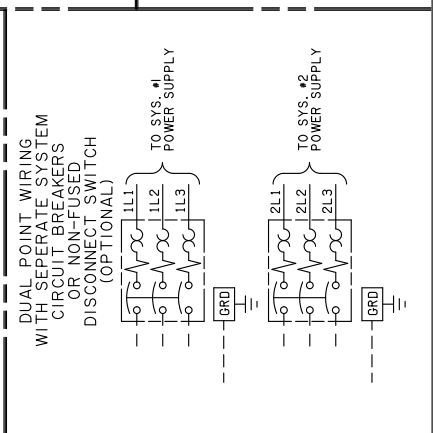 DUAL POINT WIRING
WITH SEPERATE SYSTEM
CIRCUIT BREAKERS
OR NON-FUSED
DISCONNECT SWITCH
(OPTIONAL)
TO SYS. #1
POWER SUPPLY
1L1
1L2
1L3
GRD
TO SYS. #2
POWER SUPPLY
2L1
2L2
2L3
GRD